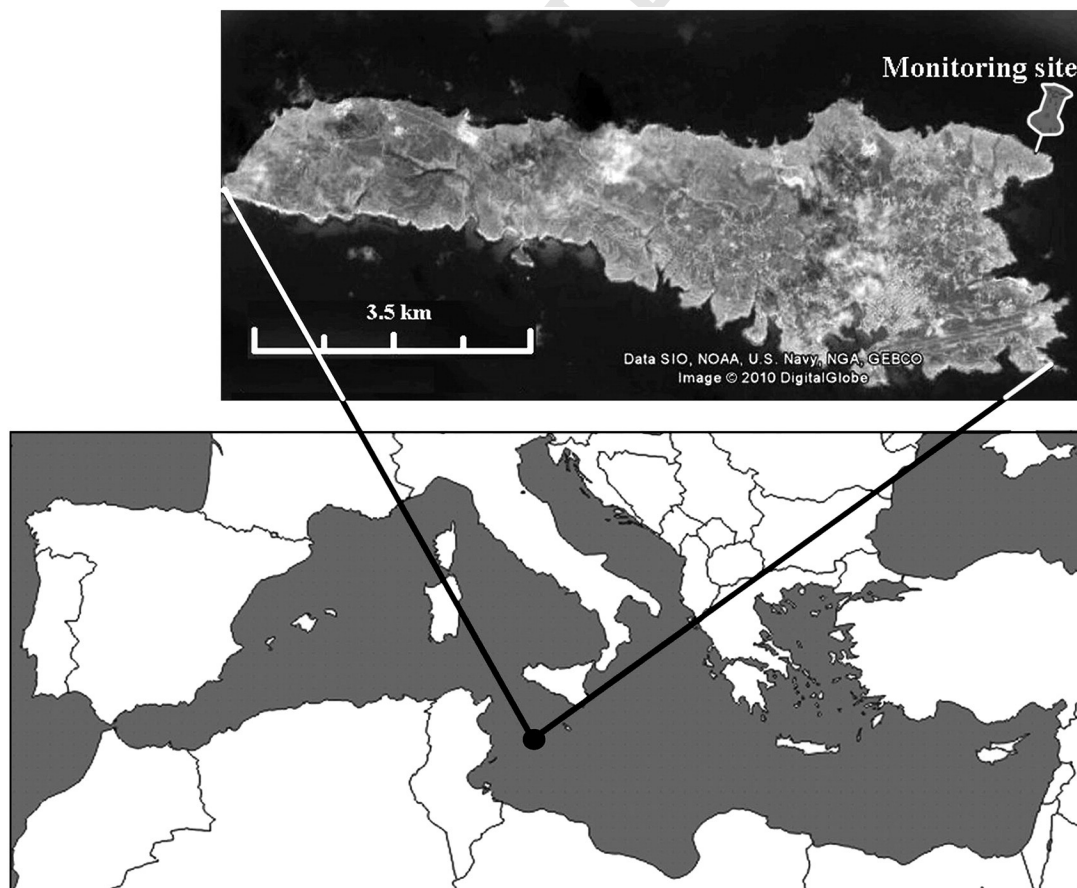 Monitoring site
3.5 km
Data SIO, NOAA, U.S. Navy, NGA, GEBCO
Image © 2010 DigitalGlobe